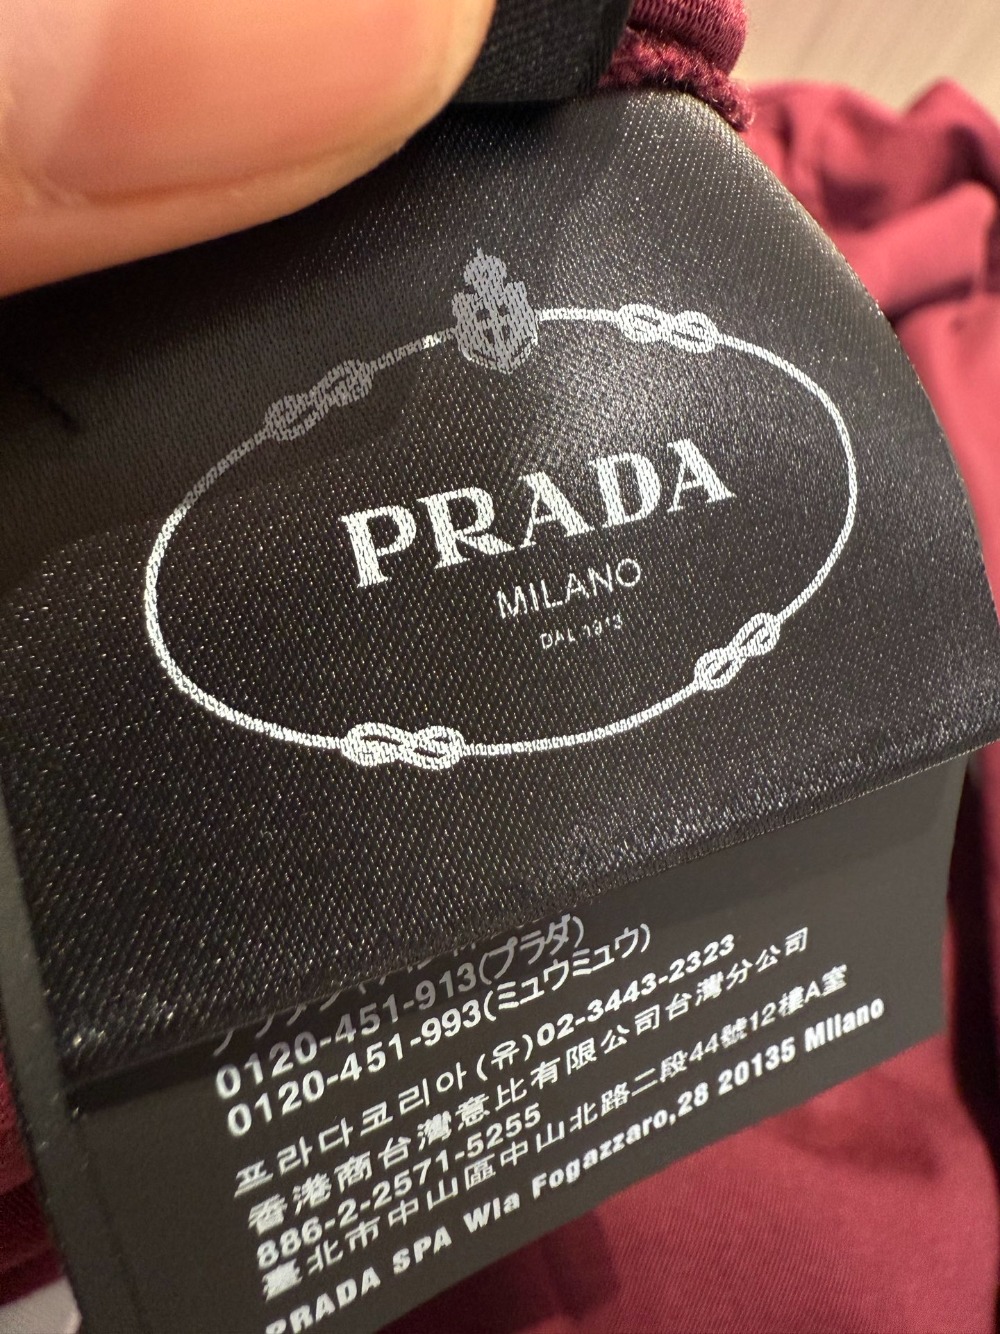 PRADA
MILANO
DAL 1913
0120-451-913(プラダ)
0120-451-993(ミュウミュウ)
프라다코리아(유)02-3443-2323
香港商台灣意比有限公司台灣分公司
886-2-2571-5255
臺北市中山區中山北路二段44號12樓A室
PRADA SPA Wia Fogazzaro,28 20135 Milano